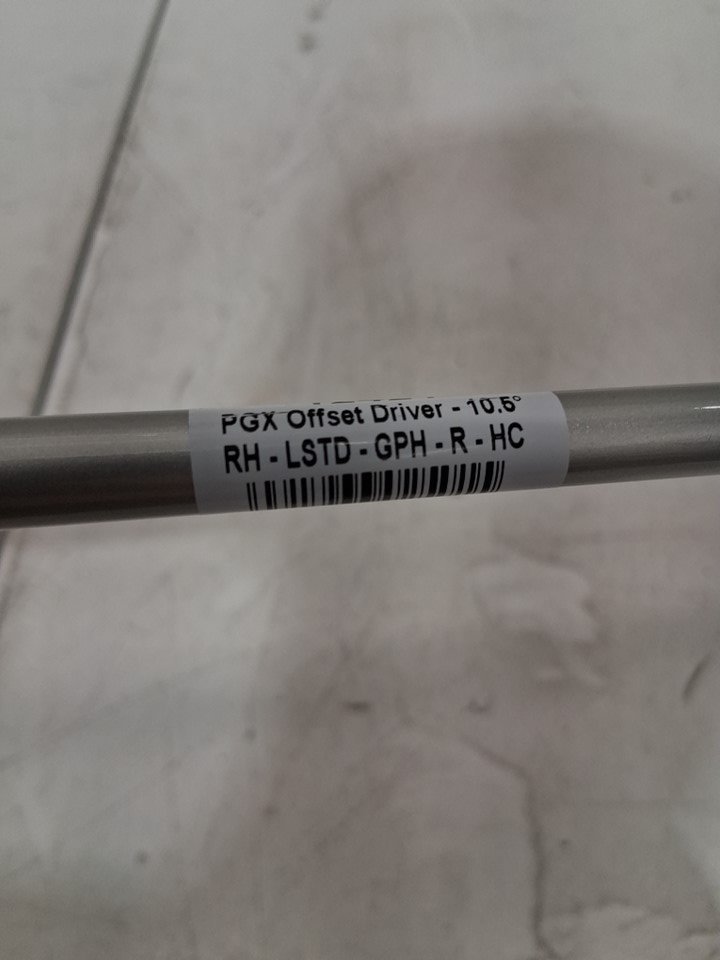 PGX Offset Driver - 10.5°
RH - LSTD - GPH - R - HC